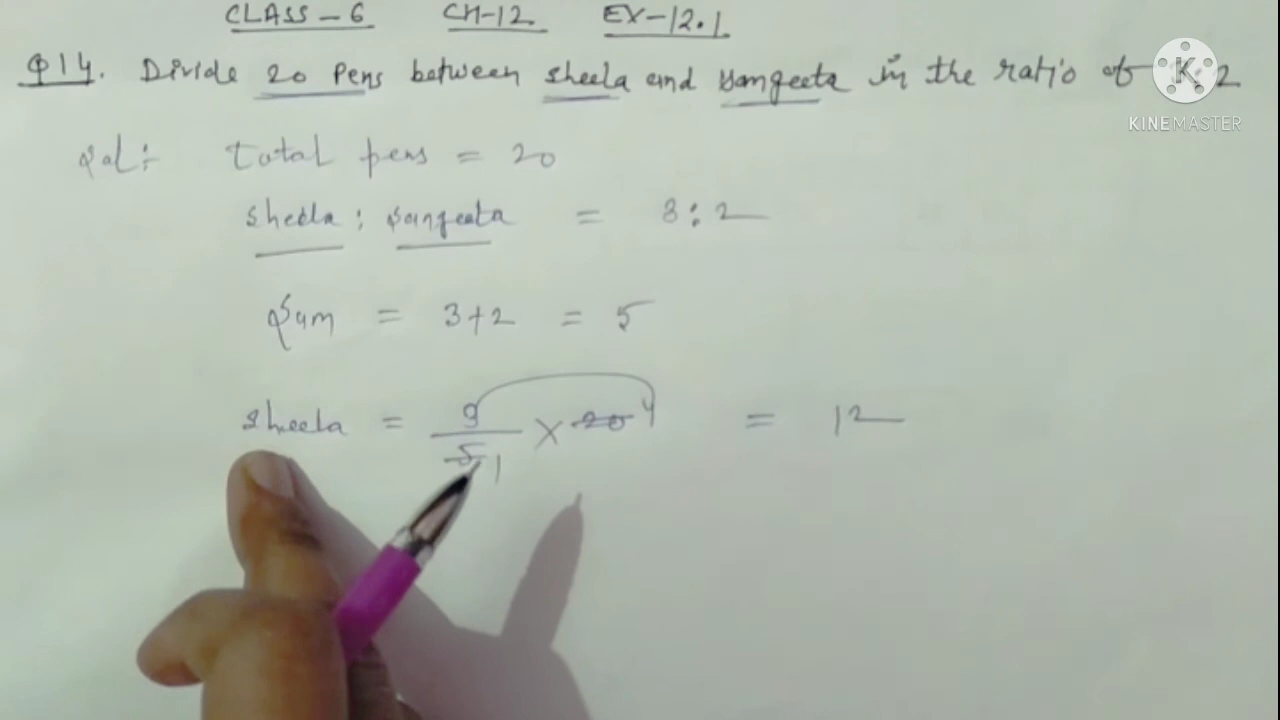 CLASS - 6 CH-12. EX-12.1
Q14. Divide 20 Pens between Sheela and Sangeeta in the ratio of 2
K
KINEMASTER
Sol:- Total pens = 20
Sheela : Sangeeta = 3:2
Sum = 3+2 = 5
Sheela = 3/5 1 × 20 4 = 12